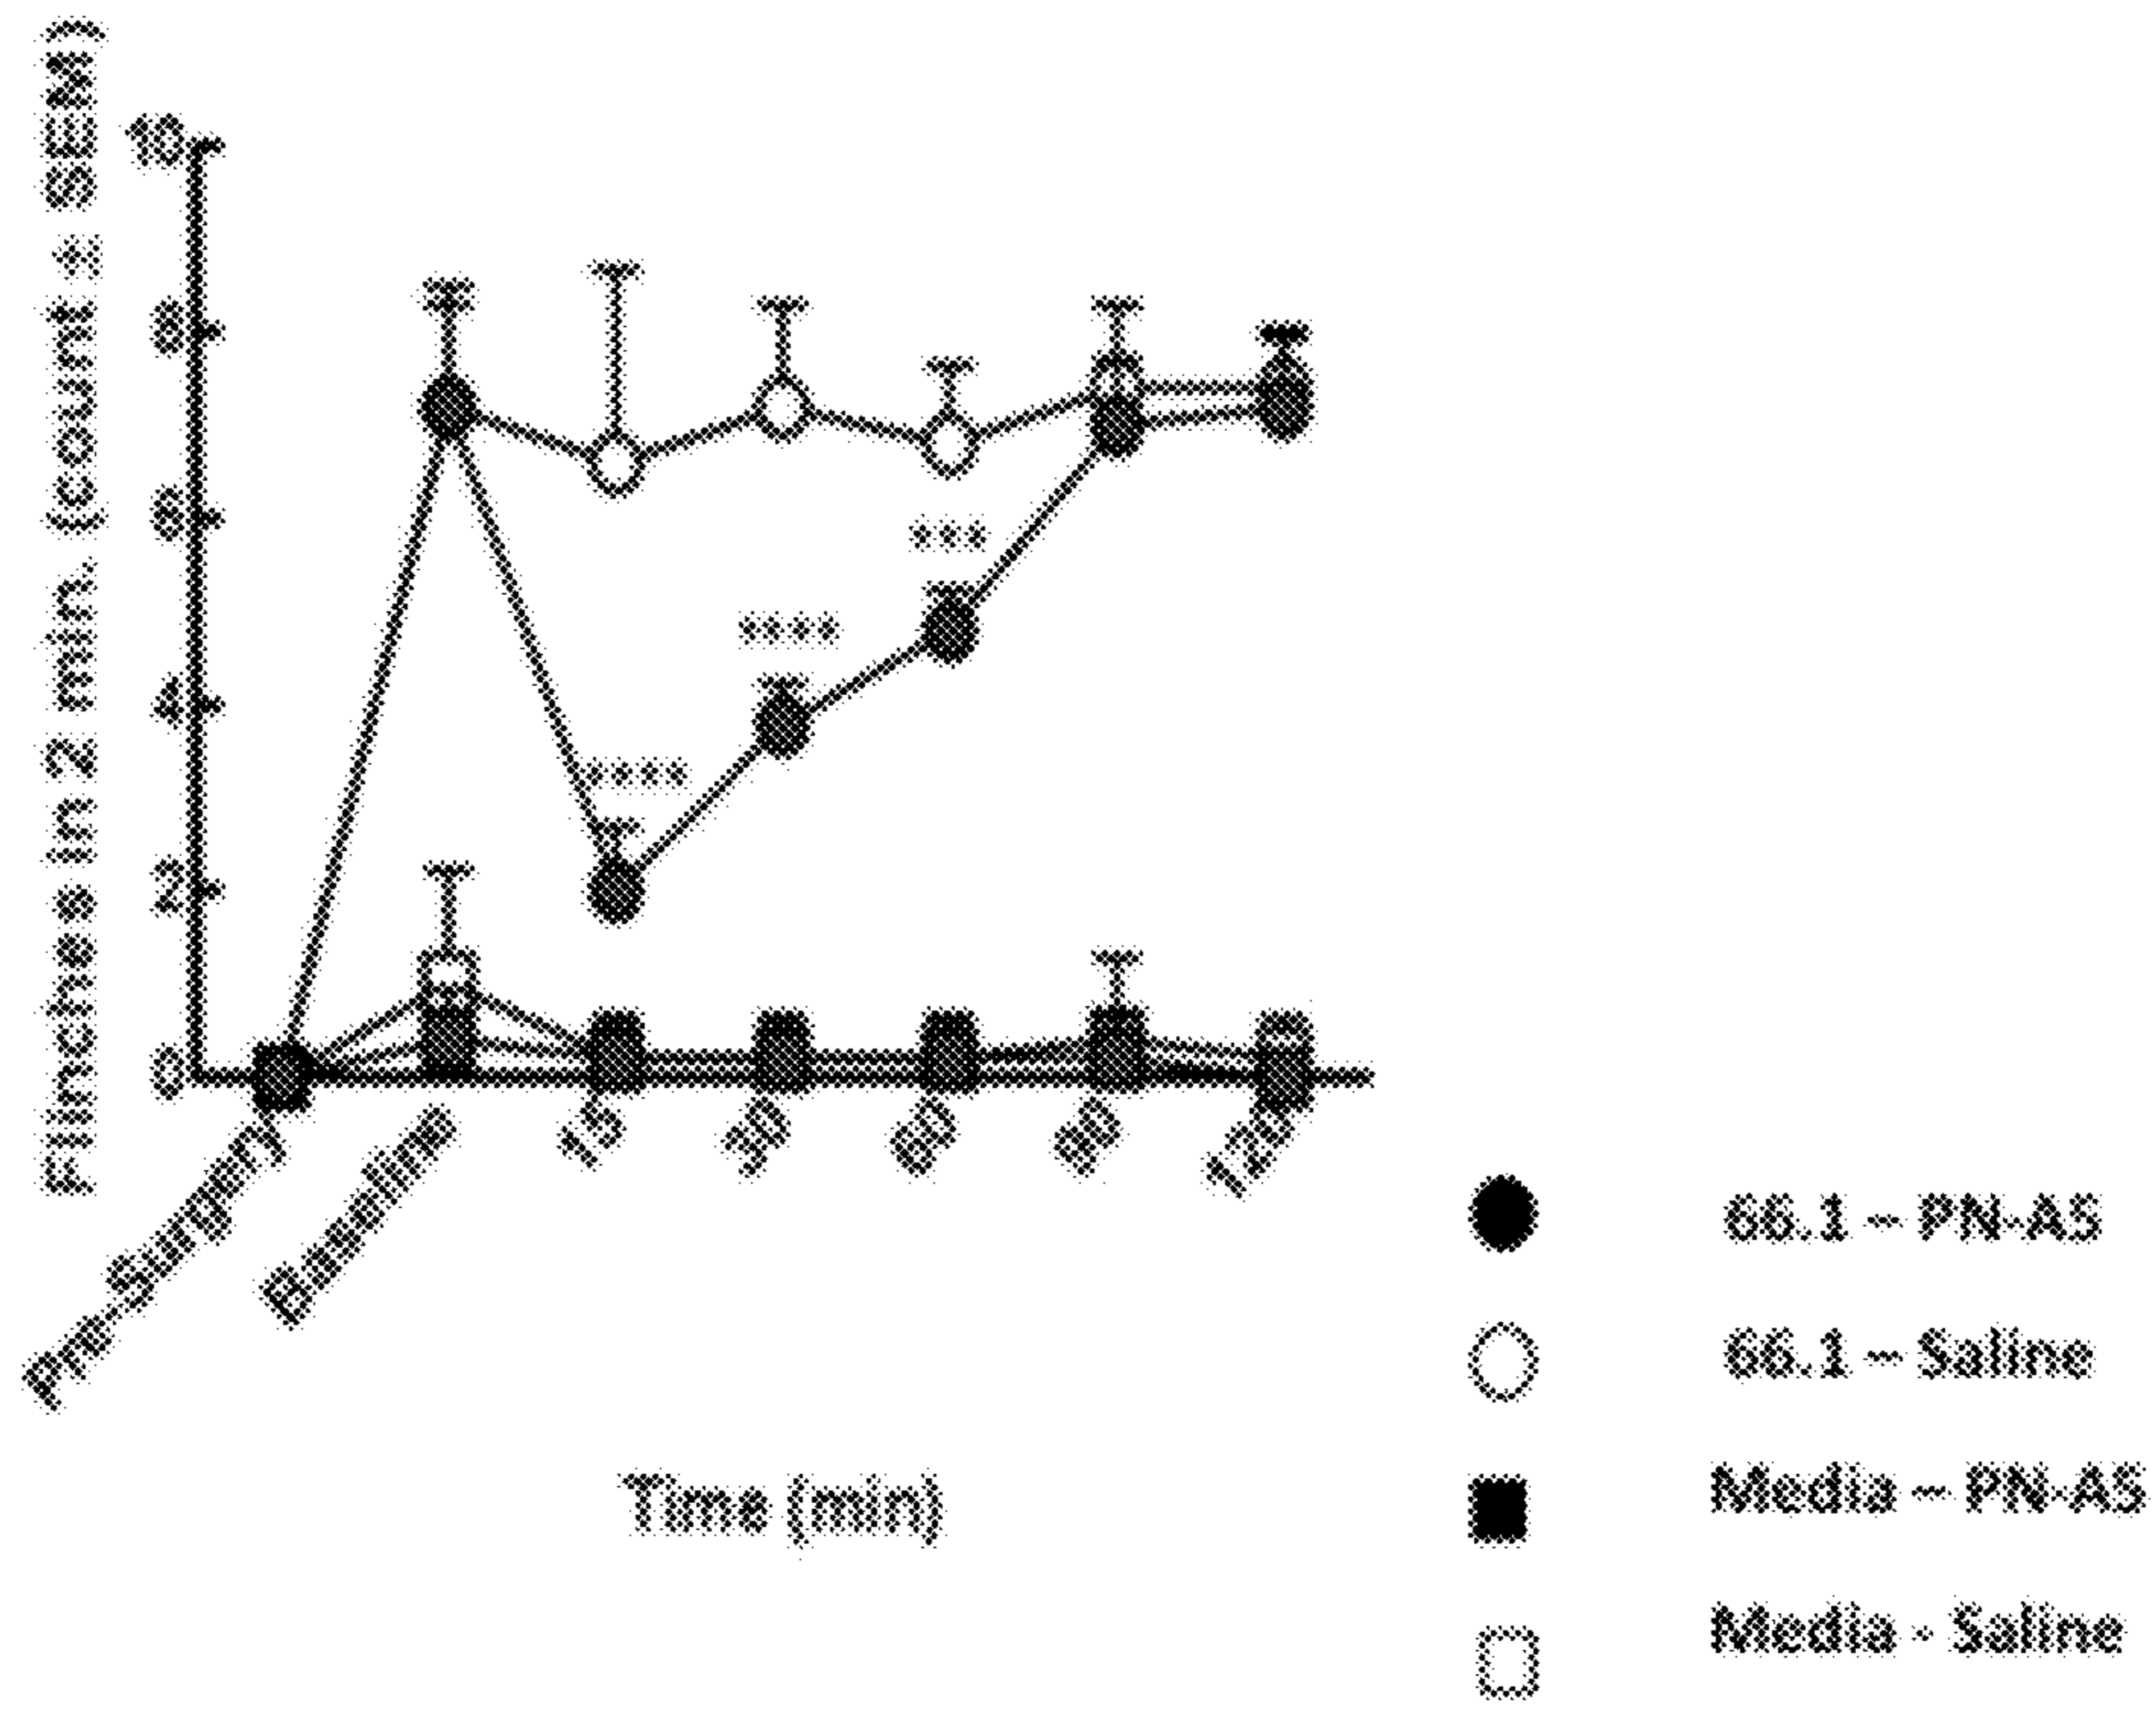 Flinching in 2 min. (count ± SEM)
10
8
6
4
2
0
****
****
***
Pre Surgery
Baseline
15
30
60
90
120
Time (min)
66.1 – PN-AS
66.1 – Saline
Media – PN-AS
Media - Saline